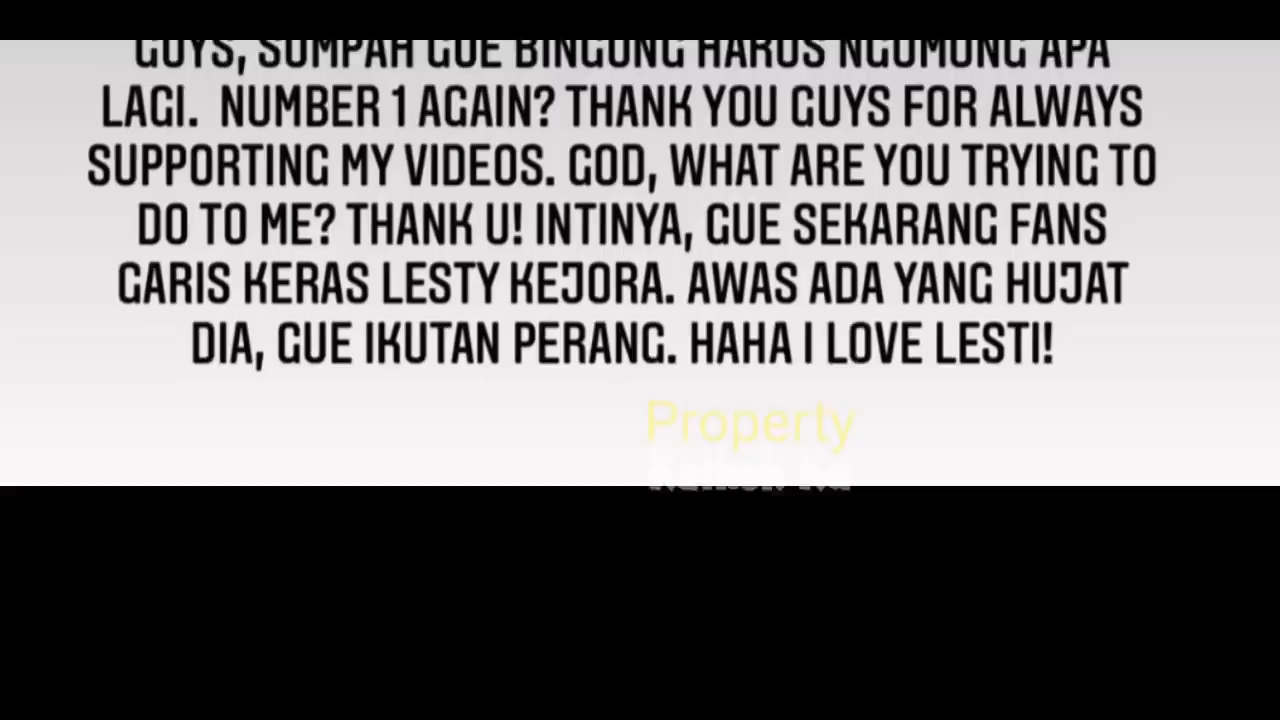 GUYS, SUMPAH GUE BINGUNG HARUS NGOMONG APA
LAGI. NUMBER 1 AGAIN? THANK YOU GUYS FOR ALWAYS
SUPPORTING MY VIDEOS. GOD, WHAT ARE YOU TRYING TO
DO TO ME? THANK U! INTINYA, GUE SEKARANG FANS
GARIS KERAS LESTY KEJORA. AWAS ADA YANG HUJAT
DIA, GUE IKUTAN PERANG. HAHA I LOVE LESTI!
Property